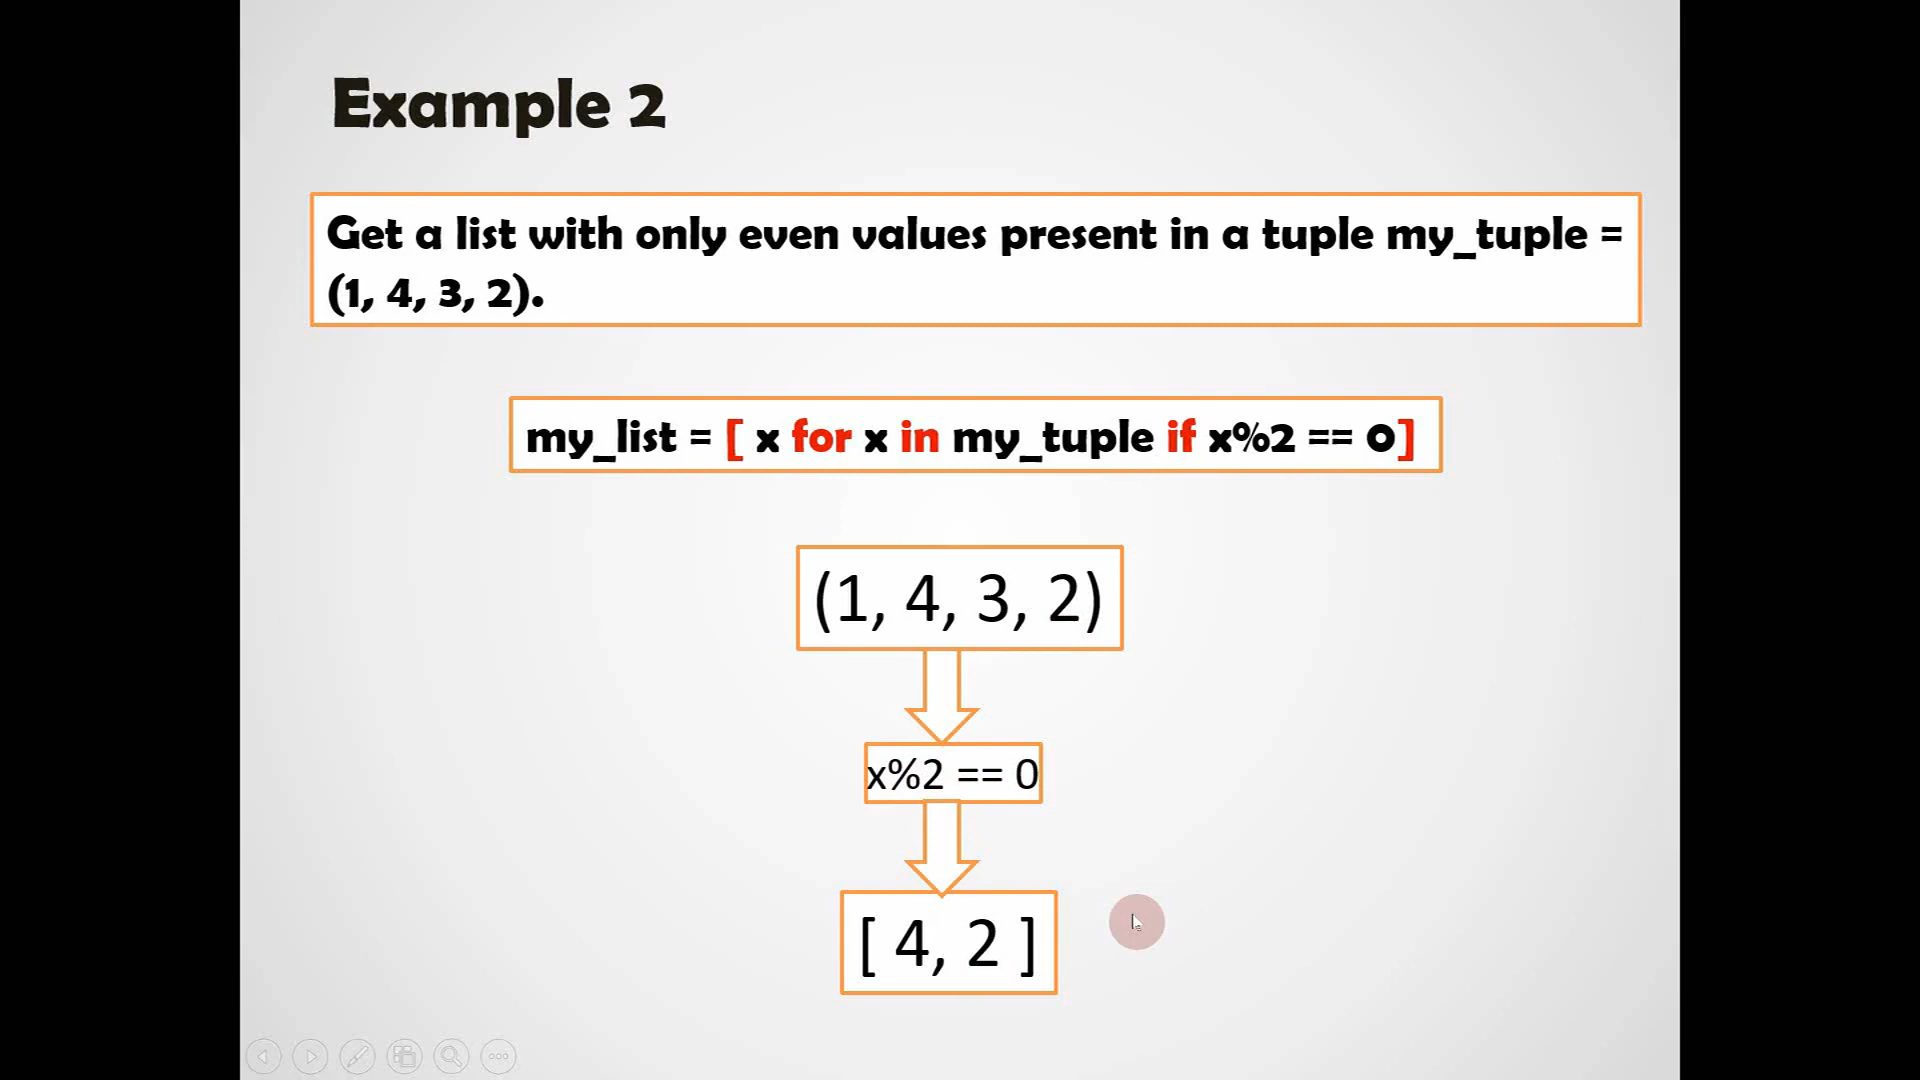 Example 2
Get a list with only even values present in a tuple my_tuple =
(1, 4, 3, 2).
my_list = [ x for x in my_tuple if x%2 == 0]
(1, 4, 3, 2)
x%2 == 0
[ 4, 2 ]